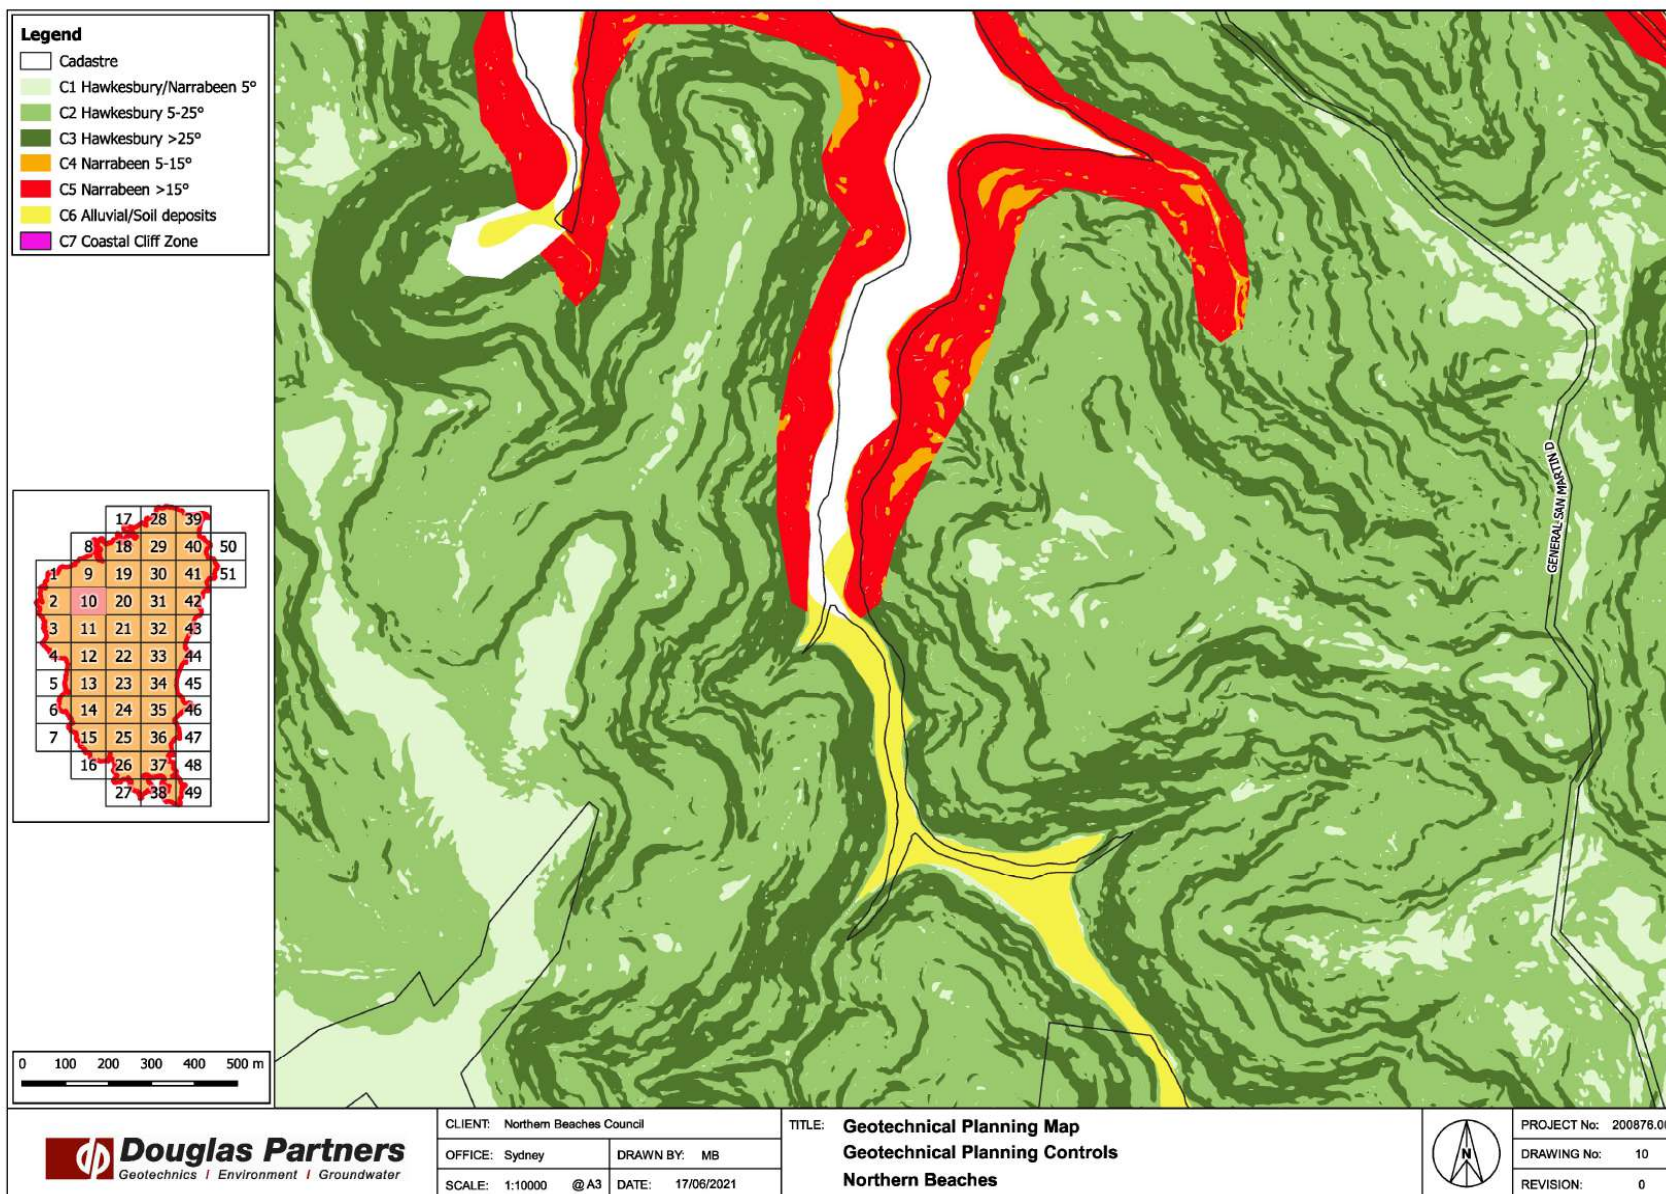 Legend
Cadastre
C1 Hawkesbury/Narrabeen 5°
C2 Hawkesbury 5-25°
C3 Hawkesbury >25°
C4 Narrabeen 5-15°
C5 Narrabeen >15°
C6 Alluvial/Soil deposits
C7 Coastal Cliff Zone
GENERAL SAN MARTIN D
17 28 39
8 18 29 40 50
1 9 19 30 41 51
2 10 20 31 42
3 11 21 32 43
4 12 22 33 44
5 13 23 34 45
6 14 24 35 46
7 15 25 36 47
16 26 37 48
27 38 49
0 100 200 300 400 500 m
Douglas Partners
Geotechnics | Environment | Groundwater
CLIENT: Northern Beaches Council
OFFICE: Sydney
DRAWN BY: MB
SCALE: 1:10000 @ A3
DATE: 17/06/2021
TITLE: Geotechnical Planning Map
Geotechnical Planning Controls
Northern Beaches
N
PROJECT No:
DRAWING No: 10
REVISION: 0